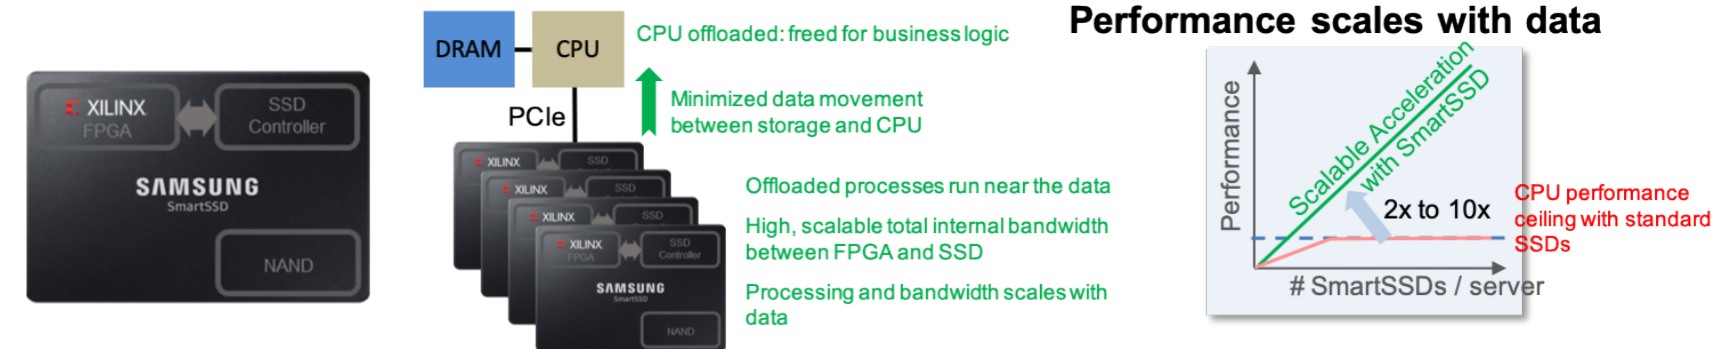 XILINX
FPGA
SSD
Controller
SAMSUNG
SmartSSD
NAND
DRAM
CPU
PCIe
CPU offloaded: freed for business logic
Minimized data movement
between storage and CPU
XILINX
SSD
XILINX
SSD
XILINX
SSD
XILINX
FPGA
SSD
Controller
SAMSUNG
SmartSSD
NAND
Offloaded processes run near the data
High, scalable total internal bandwidth
between FPGA and SSD
Processing and bandwidth scales with
data
Performance scales with data
Performance
Scalable Acceleration
with SmartSSD
2x to 10x
CPU performance
ceiling with standard
SSDs
# SmartSSDs / server